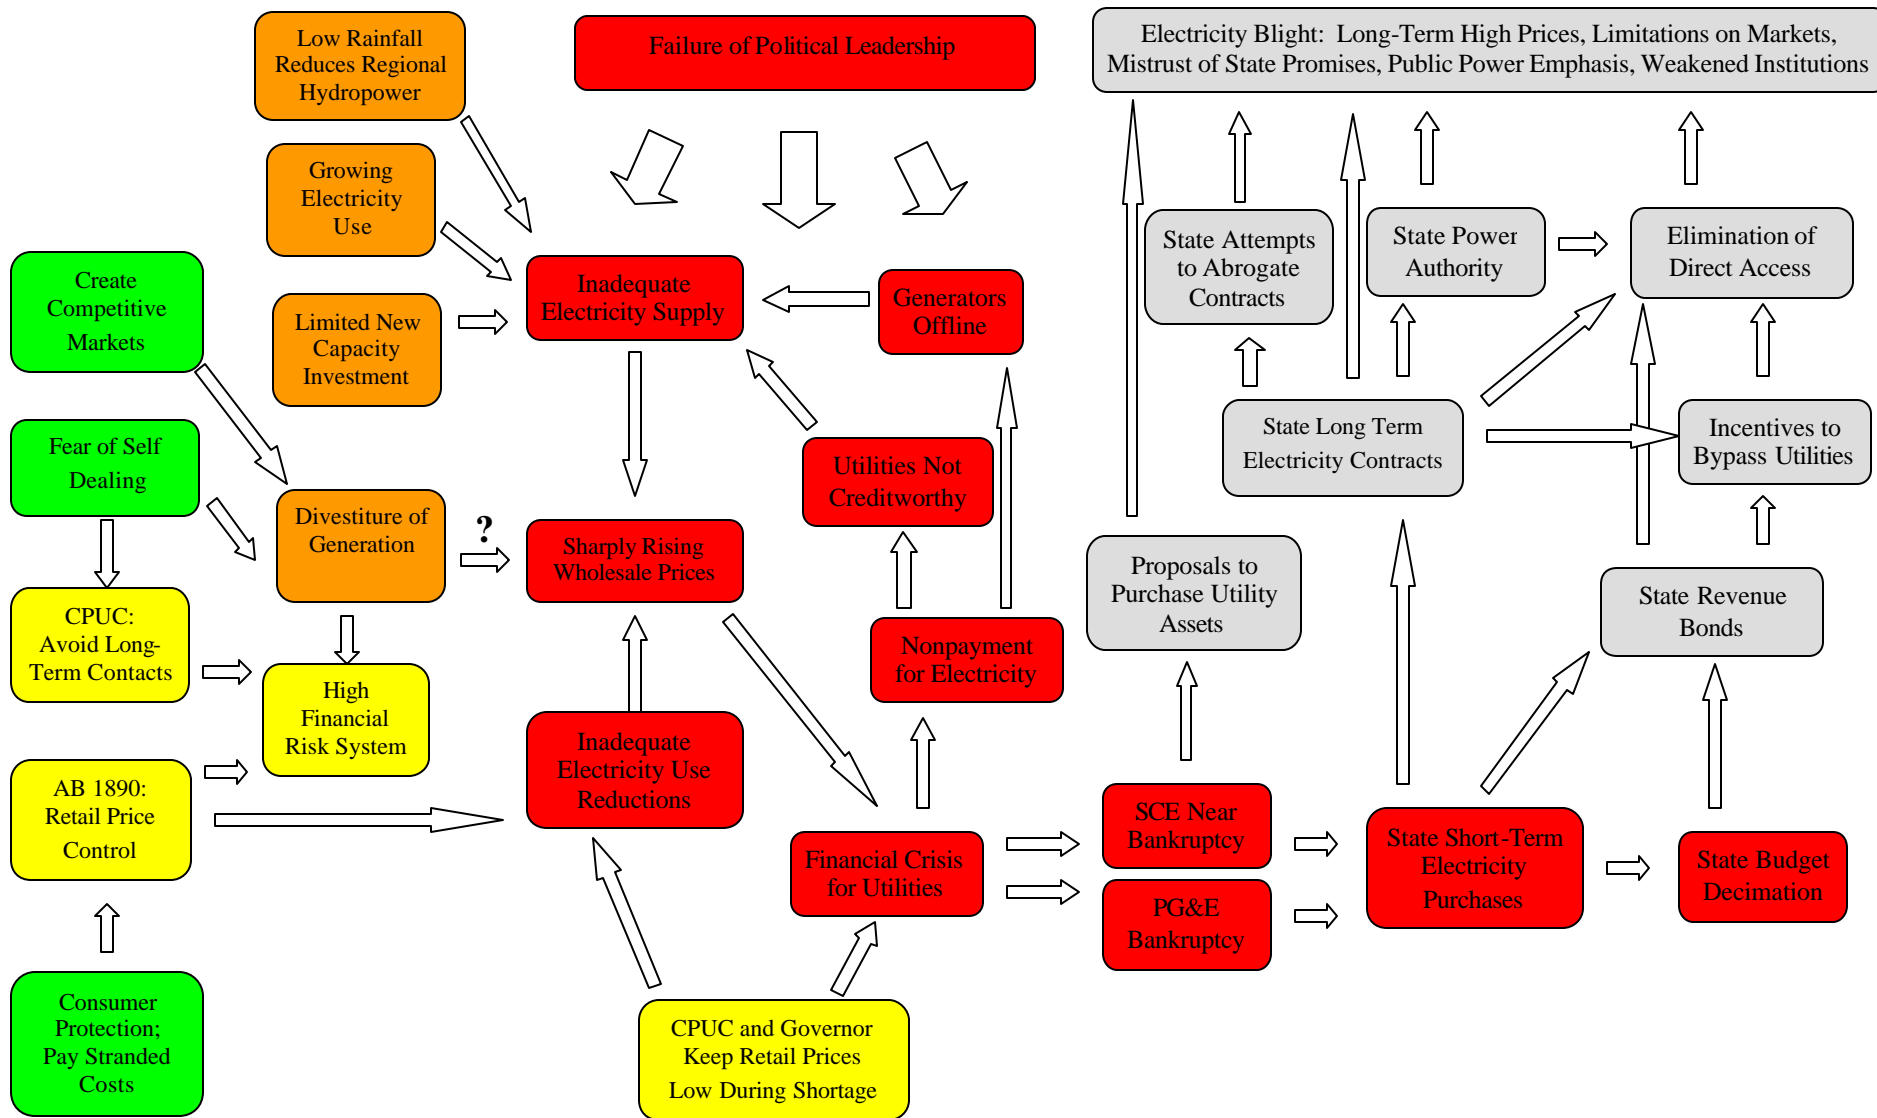 Low Rainfall
Reduces Regional
Hydropower
Failure of Political Leadership
Electricity Blight: Long-Term High Prices, Limitations on Markets,
Mistrust of State Promises, Public Power Emphasis, Weakened Institutions
Growing
Electricity
Use
Create
Competitive
Markets
Limited New
Capacity
Investment
Inadequate
Electricity Supply
Generators
Offline
State Attempts
to Abrogate
Contracts
State Power
Authority
Elimination of
Direct Access
Fear of Self
Dealing
Divestiture of
Generation
?
Sharply Rising
Wholesale Prices
Utilities Not
Creditworthy
State Long Term
Electricity Contracts
Incentives to
Bypass Utilities
CPUC:
Avoid Long-
Term Contacts
High
Financial
Risk System
Nonpayment
for Electricity
Proposals to
Purchase Utility
Assets
State Revenue
Bonds
AB 1890:
Retail Price
Control
Inadequate
Electricity Use
Reductions
Financial Crisis
for Utilities
SCE Near
Bankruptcy
PG&E
Bankruptcy
State Short-Term
Electricity
Purchases
State Budget
Decimation
Consumer
Protection;
Pay Stranded
Costs
CPUC and Governor
Keep Retail Prices
Low During Shortage